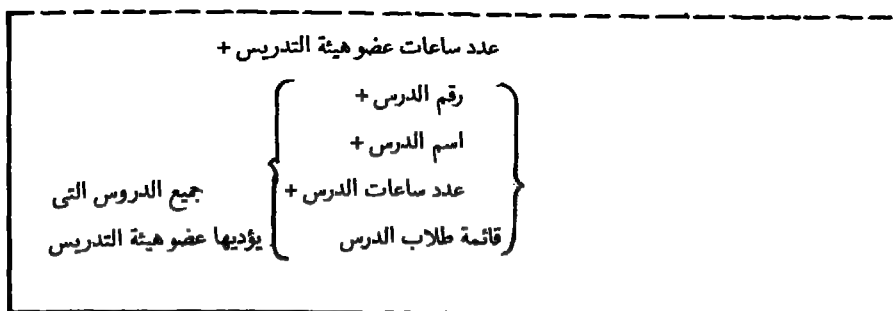 عدد ساعات عضو هيئة التدريس +
رقم الدرس +
اسم الدرس +
عدد ساعات الدرس + جميع الدروس التى
قائمة طلاب الدرس يؤديها عضو هيئة التدريس